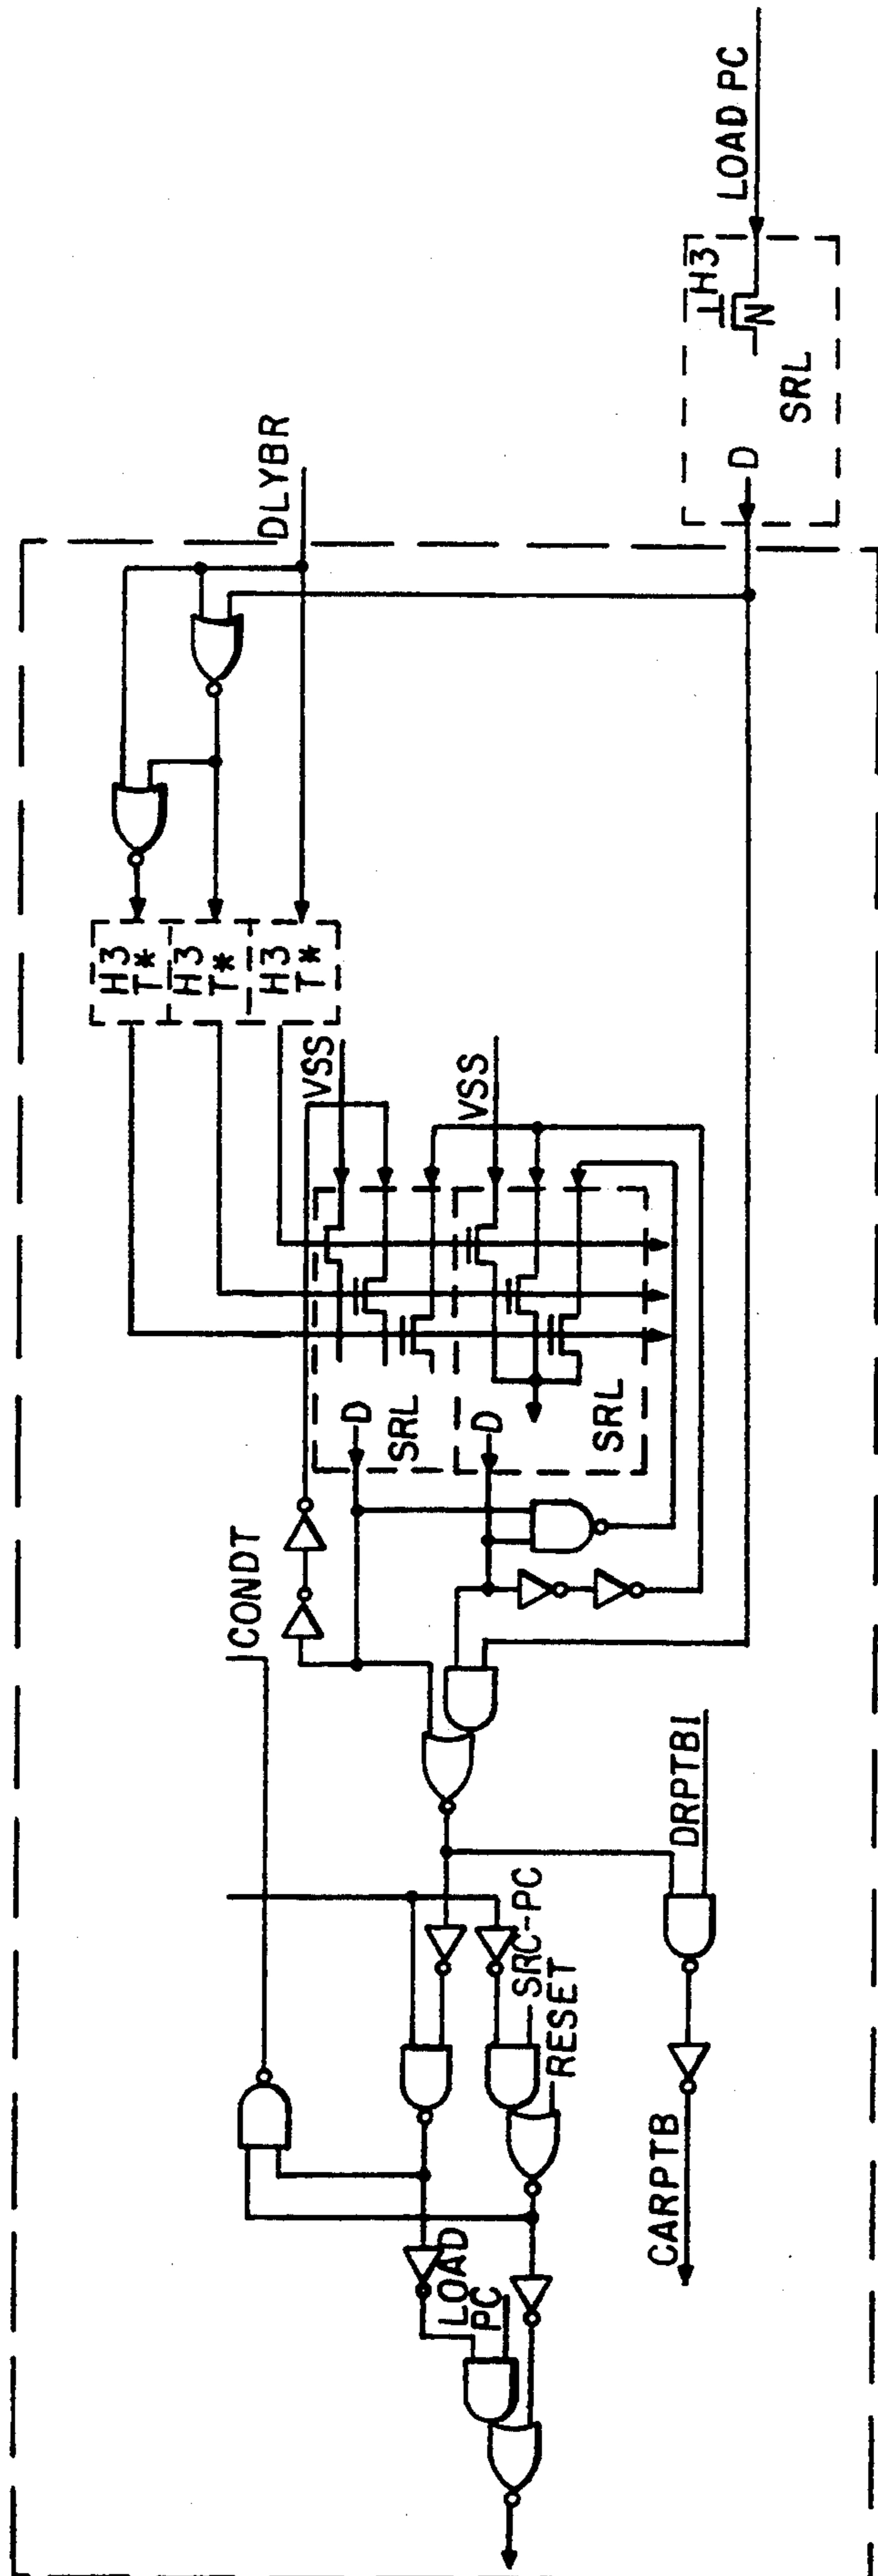 LOAD PC
H3
N
SRL
D
DLYBR
H3
T*
H3
T*
H3
T*
VSS
VSS
D
SRL
D
SRL
CONDT
DRPTBI
SRC-PC
RESET
CARPTB
LOAD
PC